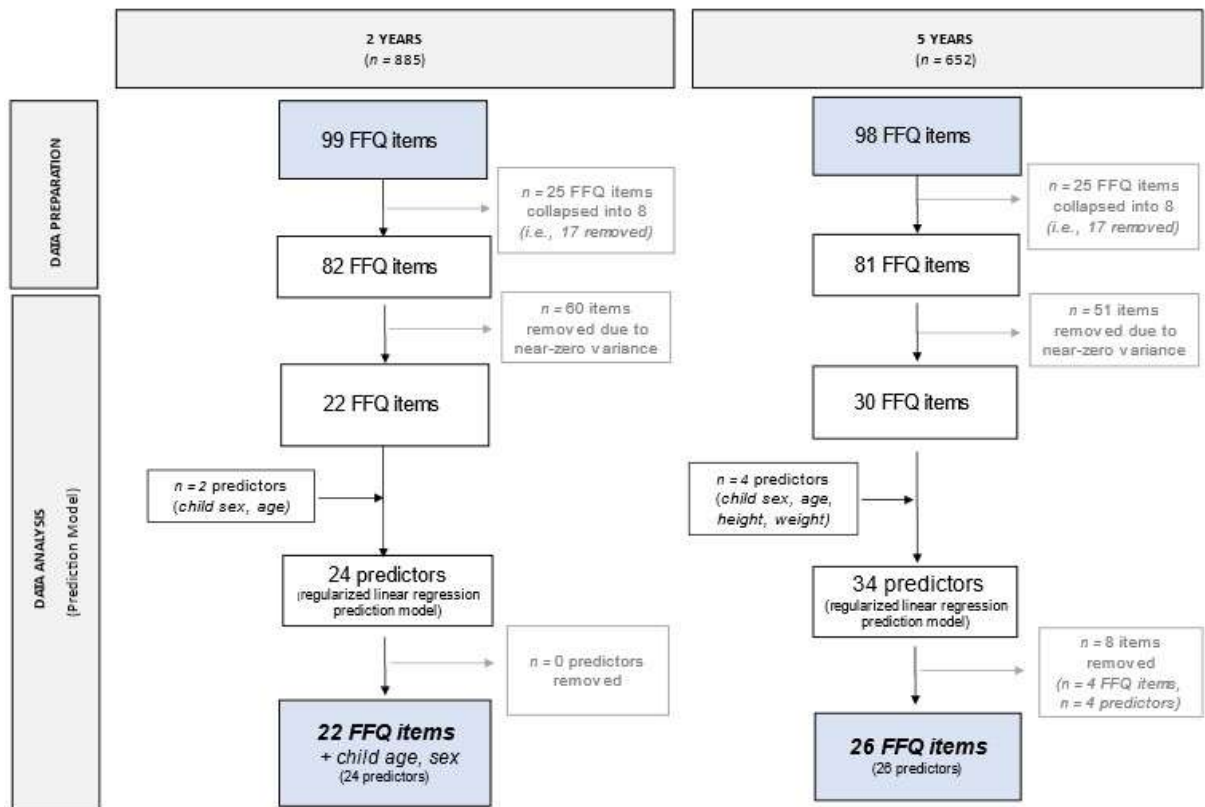 2 YEARS
(n = 885)
5 YEARS
(n = 652)
DATA PREPARATION
99 FFQ items
n = 25 FFQ items
collapsed into 8
(i.e., 17 removed)
82 FFQ items
98 FFQ items
n = 25 FFQ items
collapsed into 8
(i.e., 17 removed)
81 FFQ items
DATA ANALYSIS
(Prediction Model)
n = 60 items
removed due to
near-zero variance
22 FFQ items
n = 2 predictors
(child sex, age)
24 predictors
(regularized linear regression
prediction model)
n = 0 predictors
removed
22 FFQ items
+ child age, sex
(24 predictors)
n = 51 items
removed due to
near-zero variance
30 FFQ items
n = 4 predictors
(child sex, age,
height, weight)
34 predictors
(regularized linear regression
prediction model)
n = 8 items
removed
(n = 4 FFQ items,
n = 4 predictors)
26 FFQ items
(26 predictors)